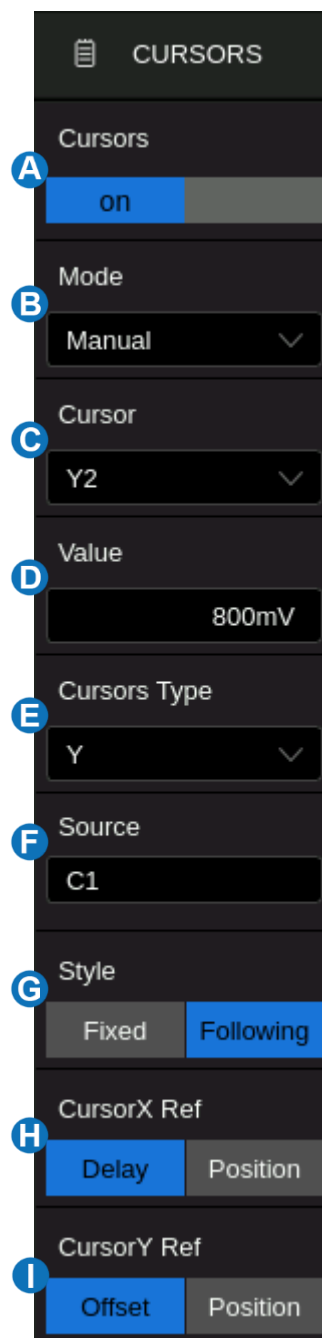 CURSORS
Cursors
A
on
Mode
B
Manual
Cursor
C
Y2
Value
D
800mV
Cursors Type
E
Y
Source
F
C1
Style
G
Fixed Following
CursorX Ref
H
Delay Position
CursorY Ref
I
Offset Position